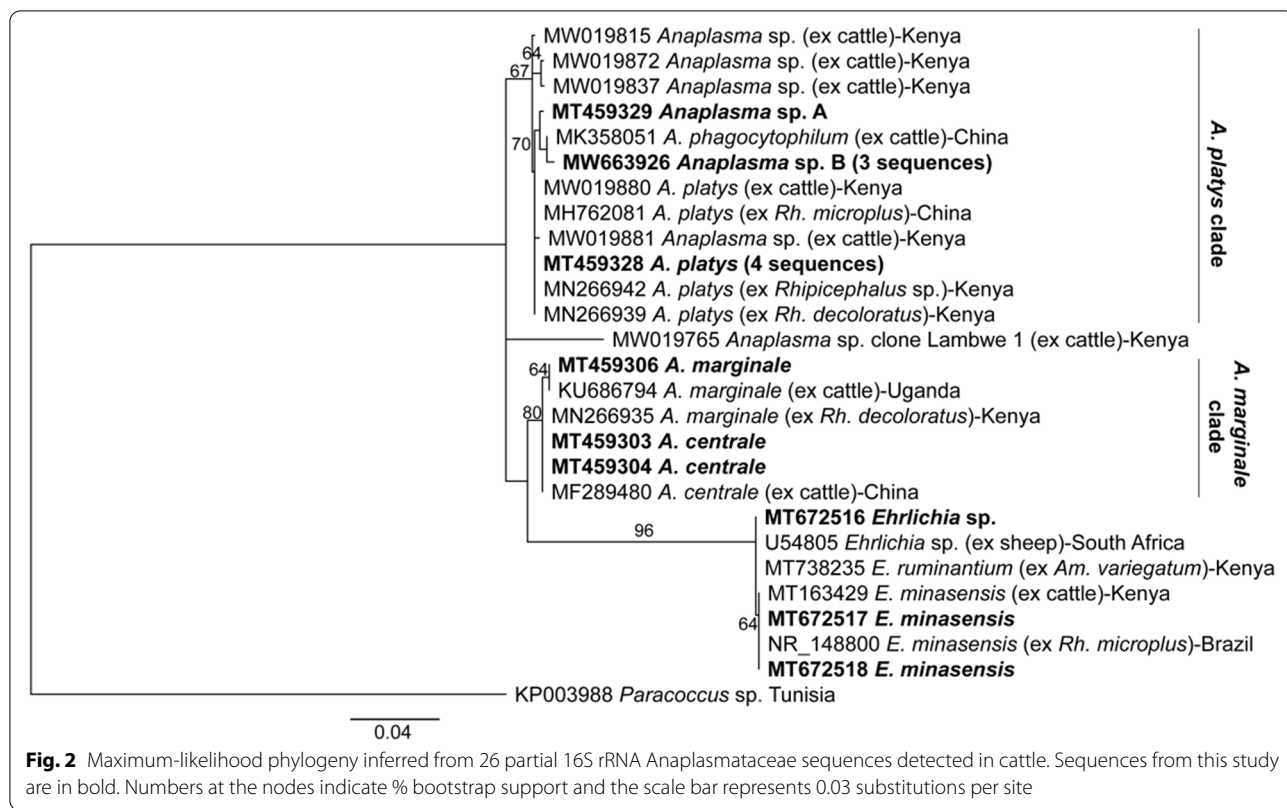 MW019815 Anaplasma sp. (ex cattle)-Kenya
64
MW019872 Anaplasma sp. (ex cattle)-Kenya
67
MW019837 Anaplasma sp. (ex cattle)-Kenya
MT459329 Anaplasma sp. A
70
MK358051 A. phagocytophilum (ex cattle)-China
MW663926 Anaplasma sp. B (3 sequences)
MW019880 A. platys (ex cattle)-Kenya
MH762081 A. platys (ex Rh. microplus)-China
MW019881 Anaplasma sp. (ex cattle)-Kenya
MT459328 A. platys (4 sequences)
MN266942 A. platys (ex Rhipicephalus sp.)-Kenya
MN266939 A. platys (ex Rh. decoloratus)-Kenya
A. platys clade
MW019765 Anaplasma sp. clone Lambwe 1 (ex cattle)-Kenya
64
MT459306 A. marginale
KU686794 A. marginale (ex cattle)-Uganda
80
MN266935 A. marginale (ex Rh. decoloratus)-Kenya
MT459303 A. centrale
MT459304 A. centrale
MF289480 A. centrale (ex cattle)-China
A. marginale
clade
96
MT672516 Ehrlichia sp.
U54805 Ehrlichia sp. (ex sheep)-South Africa
MT738235 E. ruminantium (ex Am. variegatum)-Kenya
MT163429 E. minasensis (ex cattle)-Kenya
64
MT672517 E. minasensis
NR_148800 E. minasensis (ex Rh. microplus)-Brazil
MT672518 E. minasensis
KP003988 Paracoccus sp. Tunisia
0.04
Fig. 2 Maximum-likelihood phylogeny inferred from 26 partial 16S rRNA Anaplasmataceae sequences detected in cattle. Sequences from this study
are in bold. Numbers at the nodes indicate % bootstrap support and the scale bar represents 0.03 substitutions per site